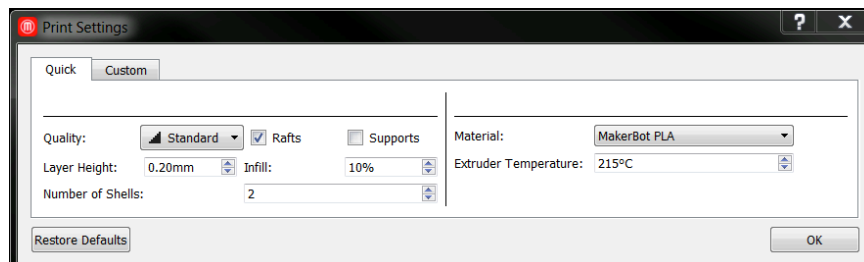 Print Settings
? X
Quick Custom
Quality: Standard Rafts Supports Material: MakerBot PLA
Layer Height: 0.20mm Infill: 10% Extruder Temperature: 215ºC
Number of Shells: 2
Restore Defaults OK